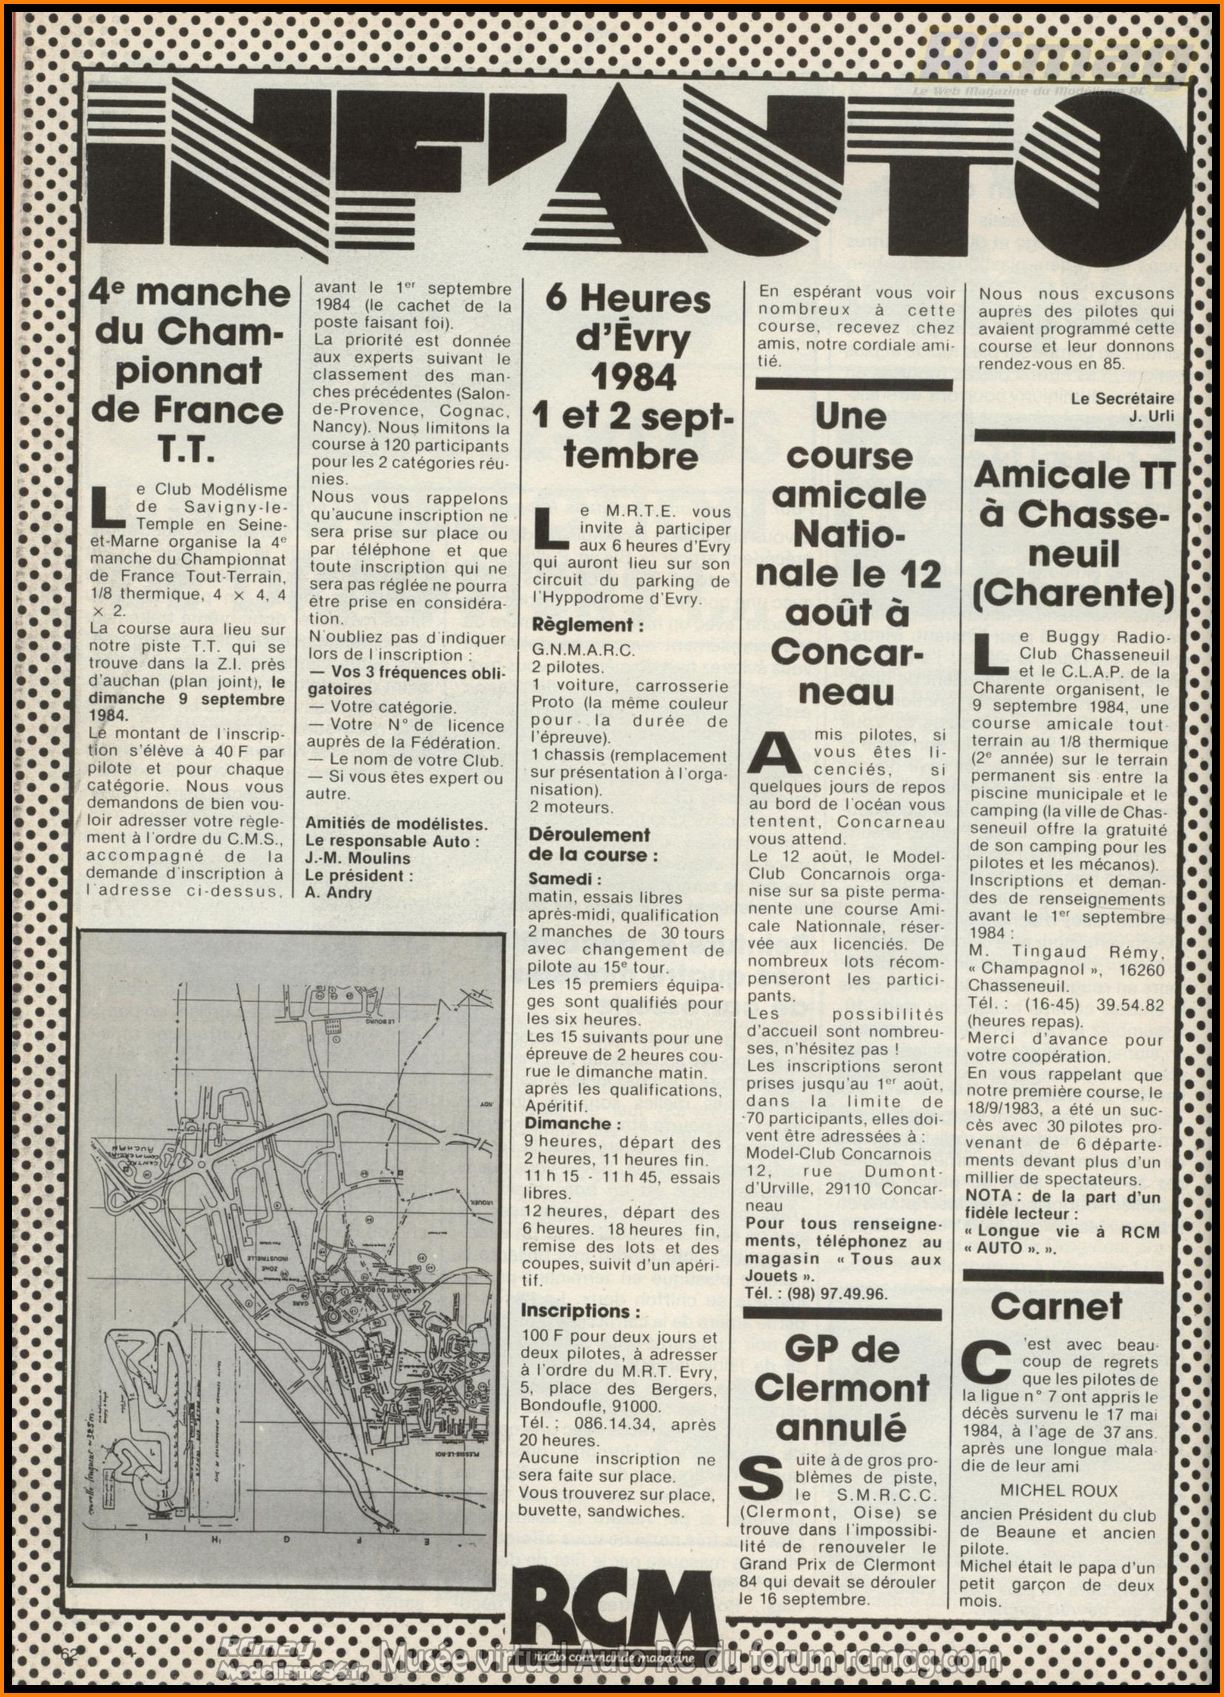 INF'AUTO
4e manche
du Cham-
pionnat
de France
T.T.
Le Club Modélisme
de Savigny-le-
Temple en Seine-
et-Marne organise la 4e
manche du Championnat
de France Tout-Terrain,
1/8 thermique, 4 × 4, 4
× 2.
La course aura lieu sur
notre piste T.T. qui se
trouve dans la Z.I. près
d'auchan (plan joint), le
dimanche 9 septembre
1984.
Le montant de l'inscrip-
tion s'élève à 40 F par
pilote et pour chaque
catégorie. Nous vous
demandons de bien vou-
loir adresser votre règle-
ment à l'ordre du C.M.S.,
accompagné de la
demande d'inscription à
l'adresse ci-dessus,
avant le 1er septembre
1984 (le cachet de la
poste faisant foi).
La priorité est donnée
aux experts suivant le
classement des man-
ches précédentes (Salon-
de-Provence, Cognac,
Nancy). Nous limitons la
course à 120 participants
pour les 2 catégories réu-
nies.
Nous vous rappelons
qu'aucune inscription ne
sera prise sur place ou
par téléphone et que
toute inscription qui ne
sera pas réglée ne pourra
être prise en considéra-
tion.
N'oubliez pas d'indiquer
lors de l'inscription :
— Vos 3 fréquences obli-
gatoires
— Votre catégorie.
— Votre N° de licence
auprès de la Fédération.
— Le nom de votre Club.
— Si vous êtes expert ou
autre.
Amitiés de modélistes.
Le responsable Auto :
J.-M. Moulins
Le président :
A. Andry
LE BOURG
CENTRE
COMMERCIAL
AUCHAN
ZONE
INDUSTRIELLE
GARE
LA GRANGE DU BOIS
PLESSIS-LE-ROI
I H G F E
6 Heures
d'Évry
1984
1 et 2 sept-
tembre
Le M.R.T.E. vous
invite à participer
aux 6 heures d'Evry
qui auront lieu sur son
circuit du parking de
l'Hyppodrome d'Evry.
Règlement :
G.N.M.A.R.C.
2 pilotes.
1 voiture, carrosserie
Proto (la même couleur
pour la durée de
l'épreuve).
1 chassis (remplacement
sur présentation à l'orga-
nisation).
2 moteurs.
Déroulement
de la course :
Samedi :
matin, essais libres
après-midi, qualification
2 manches de 30 tours
avec changement de
pilote au 15e tour.
Les 15 premiers équipa-
ges sont qualifiés pour
les six heures.
Les 15 suivants pour une
épreuve de 2 heures cou-
rue le dimanche matin.
après les qualifications,
Apéritif.
Dimanche :
9 heures, départ des
2 heures, 11 heures fin.
11 h 15 - 11 h 45, essais
libres.
12 heures, départ des
6 heures. 18 heures fin,
remise des lots et des
coupes, suivit d'un apéri-
tif.
Inscriptions :
100 F pour deux jours et
deux pilotes, à adresser
à l'ordre du M.R.T. Evry,
5, place des Bergers,
Bondoufle, 91000.
Tél. : 086.14.34, après
20 heures.
Aucune inscription ne
sera faite sur place.
Vous trouverez sur place,
buvette, sandwiches.
En espérant vous voir
nombreux à cette
course, recevez chez
amis, notre cordiale ami-
tié.
Une
course
amicale
Natio-
nale le 12
août à
Concar-
neau
Amis pilotes, si
vous êtes li-
cenciés, si
quelques jours de repos
au bord de l'océan vous
tentent, Concarneau
vous attend.
Le 12 août, le Model-
Club Concarnois orga-
nise sur sa piste perma-
nente une course Ami-
cale Nationnale, réser-
vée aux licenciés. De
nombreux lots récom-
penseront les partici-
pants.
Les possibilités
d'accueil sont nombreu-
ses, n'hésitez pas !
Les inscriptions seront
prises jusqu'au 1er août,
dans la limite de
70 participants, elles doi-
vent être adressées à :
Model-Club Concarnois
12, rue Dumont-
d'Urville, 29110 Concar-
neau
Pour tous renseigne-
ments, téléphonez au
magasin « Tous aux
Jouets ».
Tél. : (98) 97.49.96.
GP de
Clermont
annulé
Suite à de gros pro-
blèmes de piste,
le S.M.R.C.C.
(Clermont, Oise) se
trouve dans l'impossibi-
lité de renouveler le
Grand Prix de Clermont
84 qui devait se dérouler
le 16 septembre.
Nous nous excusons
auprès des pilotes qui
avaient programmé cette
course et leur donnons
rendez-vous en 85.
Le Secrétaire
J. Urli
Amicale TT
à Chasse-
neuil
(Charente)
Le Buggy Radio-
Club Chasseneuil
et le C.L.A.P. de la
Charente organisent, le
9 septembre 1984, une
course amicale tout-
terrain au 1/8 thermique
(2e année) sur le terrain
permanent sis entre la
piscine municipale et le
camping (la ville de Chas-
seneuil offre la gratuité
de son camping pour les
pilotes et les mécanos).
Inscriptions et deman-
des de renseignements
avant le 1er septembre
1984 :
M. Tingaud Rémy,
« Champagnol », 16260
Chasseneuil.
Tél. : (16-45) 39.54.82
(heures repas).
Merci d'avance pour
votre coopération.
En vous rappelant que
notre première course, le
18/9/1983, a été un suc-
cès avec 30 pilotes pro-
venant de 6 départe-
ments devant plus d'un
millier de spectateurs.
NOTA : de la part d'un
fidèle lecteur :
« Longue vie à RCM
« AUTO ». ».
Carnet
C'est avec beau-
coup de regrets
que les pilotes de
la ligue n° 7 ont appris le
décès survenu le 17 mai
1984, à l'âge de 37 ans
après une longue mala-
die de leur ami
MICHEL ROUX
ancien Président du club
de Beaune et ancien
pilote.
Michel était le papa d'un
petit garçon de deux
mois.
RCM
radio commande magazine
62
RCmag
Le Web Magazine du Modélisme RC
Musée virtuel Auto RC du forum rcmag.com